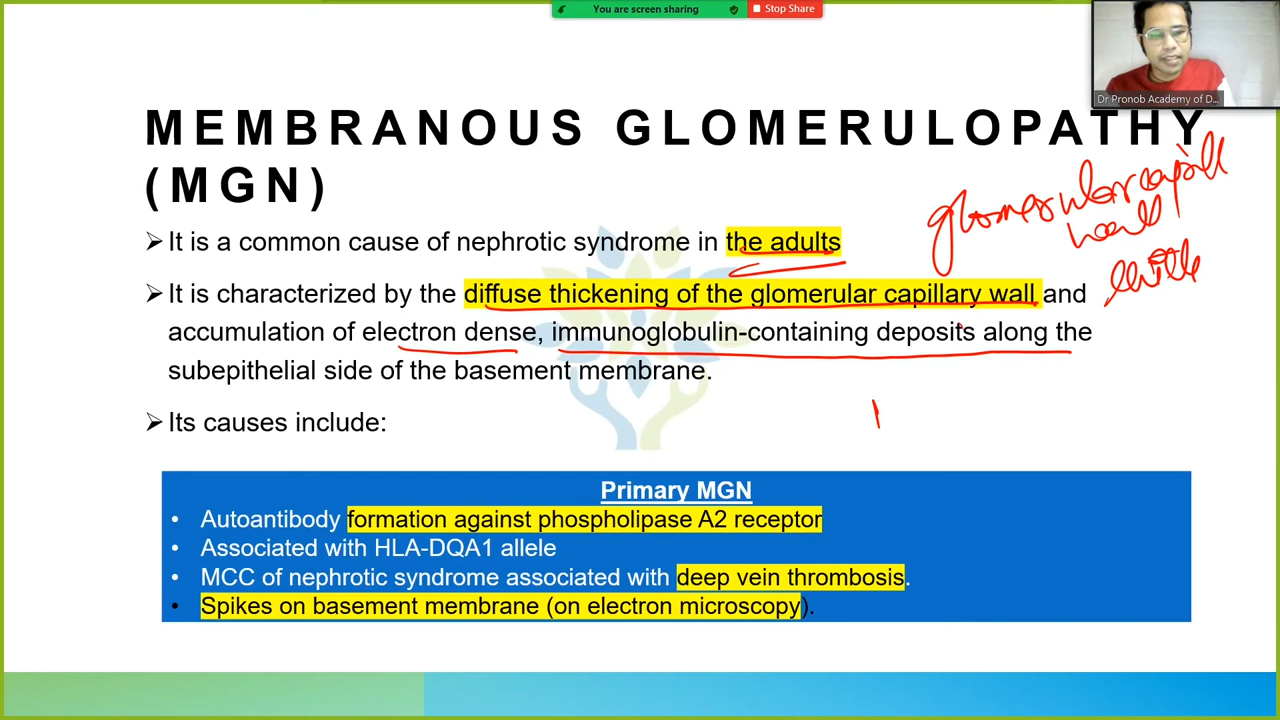 You are screen sharing
Stop Share
Dr Pronob Academy of D...
MEMBRANOUS GLOMERULOPATHY
(MGN)
glomerular capill
wall
➢ It is a common cause of nephrotic syndrome in the adults
➢ It is characterized by the diffuse thickening of the glomerular capillary wall and
accumulation of electron dense, immunoglobulin-containing deposits along the
subepithelial side of the basement membrane.
➢ Its causes include:
Primary MGN
• Autoantibody formation against phospholipase A2 receptor
• Associated with HLA-DQA1 allele
• MCC of nephrotic syndrome associated with deep vein thrombosis.
• Spikes on basement membrane (on electron microscopy).